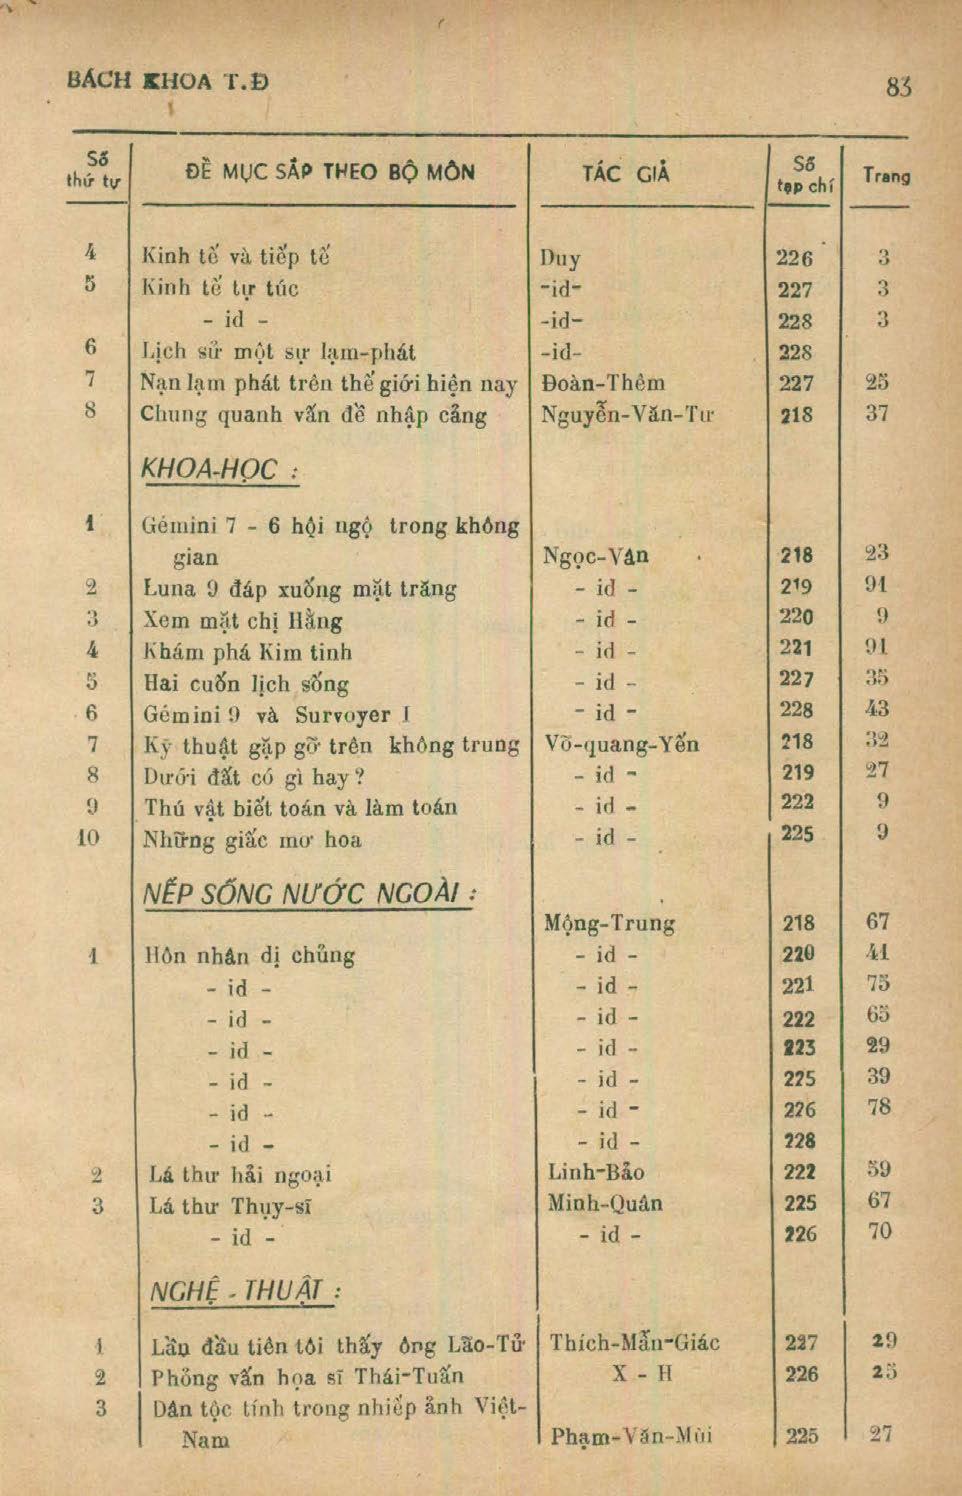 BÁCH KHOA T.Đ 83
Số thứ tự ĐỀ MỤC SẮP THEO BỘ MÔN TÁC GIẢ Số tạp chí Trang
4 Kinh tế và tiếp tế Duy 226 3
5 Kinh tế tự túc -id- 227 3
- id - -id- 228 3
6 Lịch sử một sự lạm-phát -id- 228
7 Nạn lạm phát trên thế giới hiện nay Đoàn-Thêm 227 25
8 Chung quanh vấn đề nhập cảng Nguyễn-Văn-Tư 218 37
KHOA-HỌC :
1 Gémini 7 - 6 hội ngộ trong không
gian Ngọc-Vân 218 23
2 Luna 9 đáp xuống mặt trăng - id - 219 91
3 Xem mặt chị Hằng - id - 220 9
4 Khám phá Kim tinh - id - 221 91
5 Hai cuốn lịch sống - id - 227 35
6 Gémini 9 và Survoyer I - id - 228 43
7 Kỹ thuật gặp gỡ trên không trung Võ-quang-Yến 218 32
8 Dưới đất có gì hay ? - id - 219 27
9 Thú vật biết toán và làm toán - id - 222 9
10 Những giấc mơ hoa - id - 225 9
NẾP SỐNG NƯỚC NGOÀI :
Mộng-Trung 218 67
1 Hôn nhân dị chủng - id - 220 41
- id - - id - 221 75
- id - - id - 222 65
- id - - id - 223 29
- id - - id - 225 39
- id - - id - 226 78
- id - - id - 228
2 Lá thư hải ngoại Linh-Bảo 222 59
3 Lá thư Thụy-sĩ Minh-Quân 225 67
- id - - id - 226 70
NGHỆ - THUẬT :
1 Lần đầu tiên tôi thấy ông Lão-Tử Thích-Mẫn-Giác 227 29
2 Phỏng vấn họa sĩ Thái-Tuấn X - H 226 25
3 Dân tộc tính trong nhiếp ảnh Việt-
Nam Phạm-Văn-Mùi 225 27